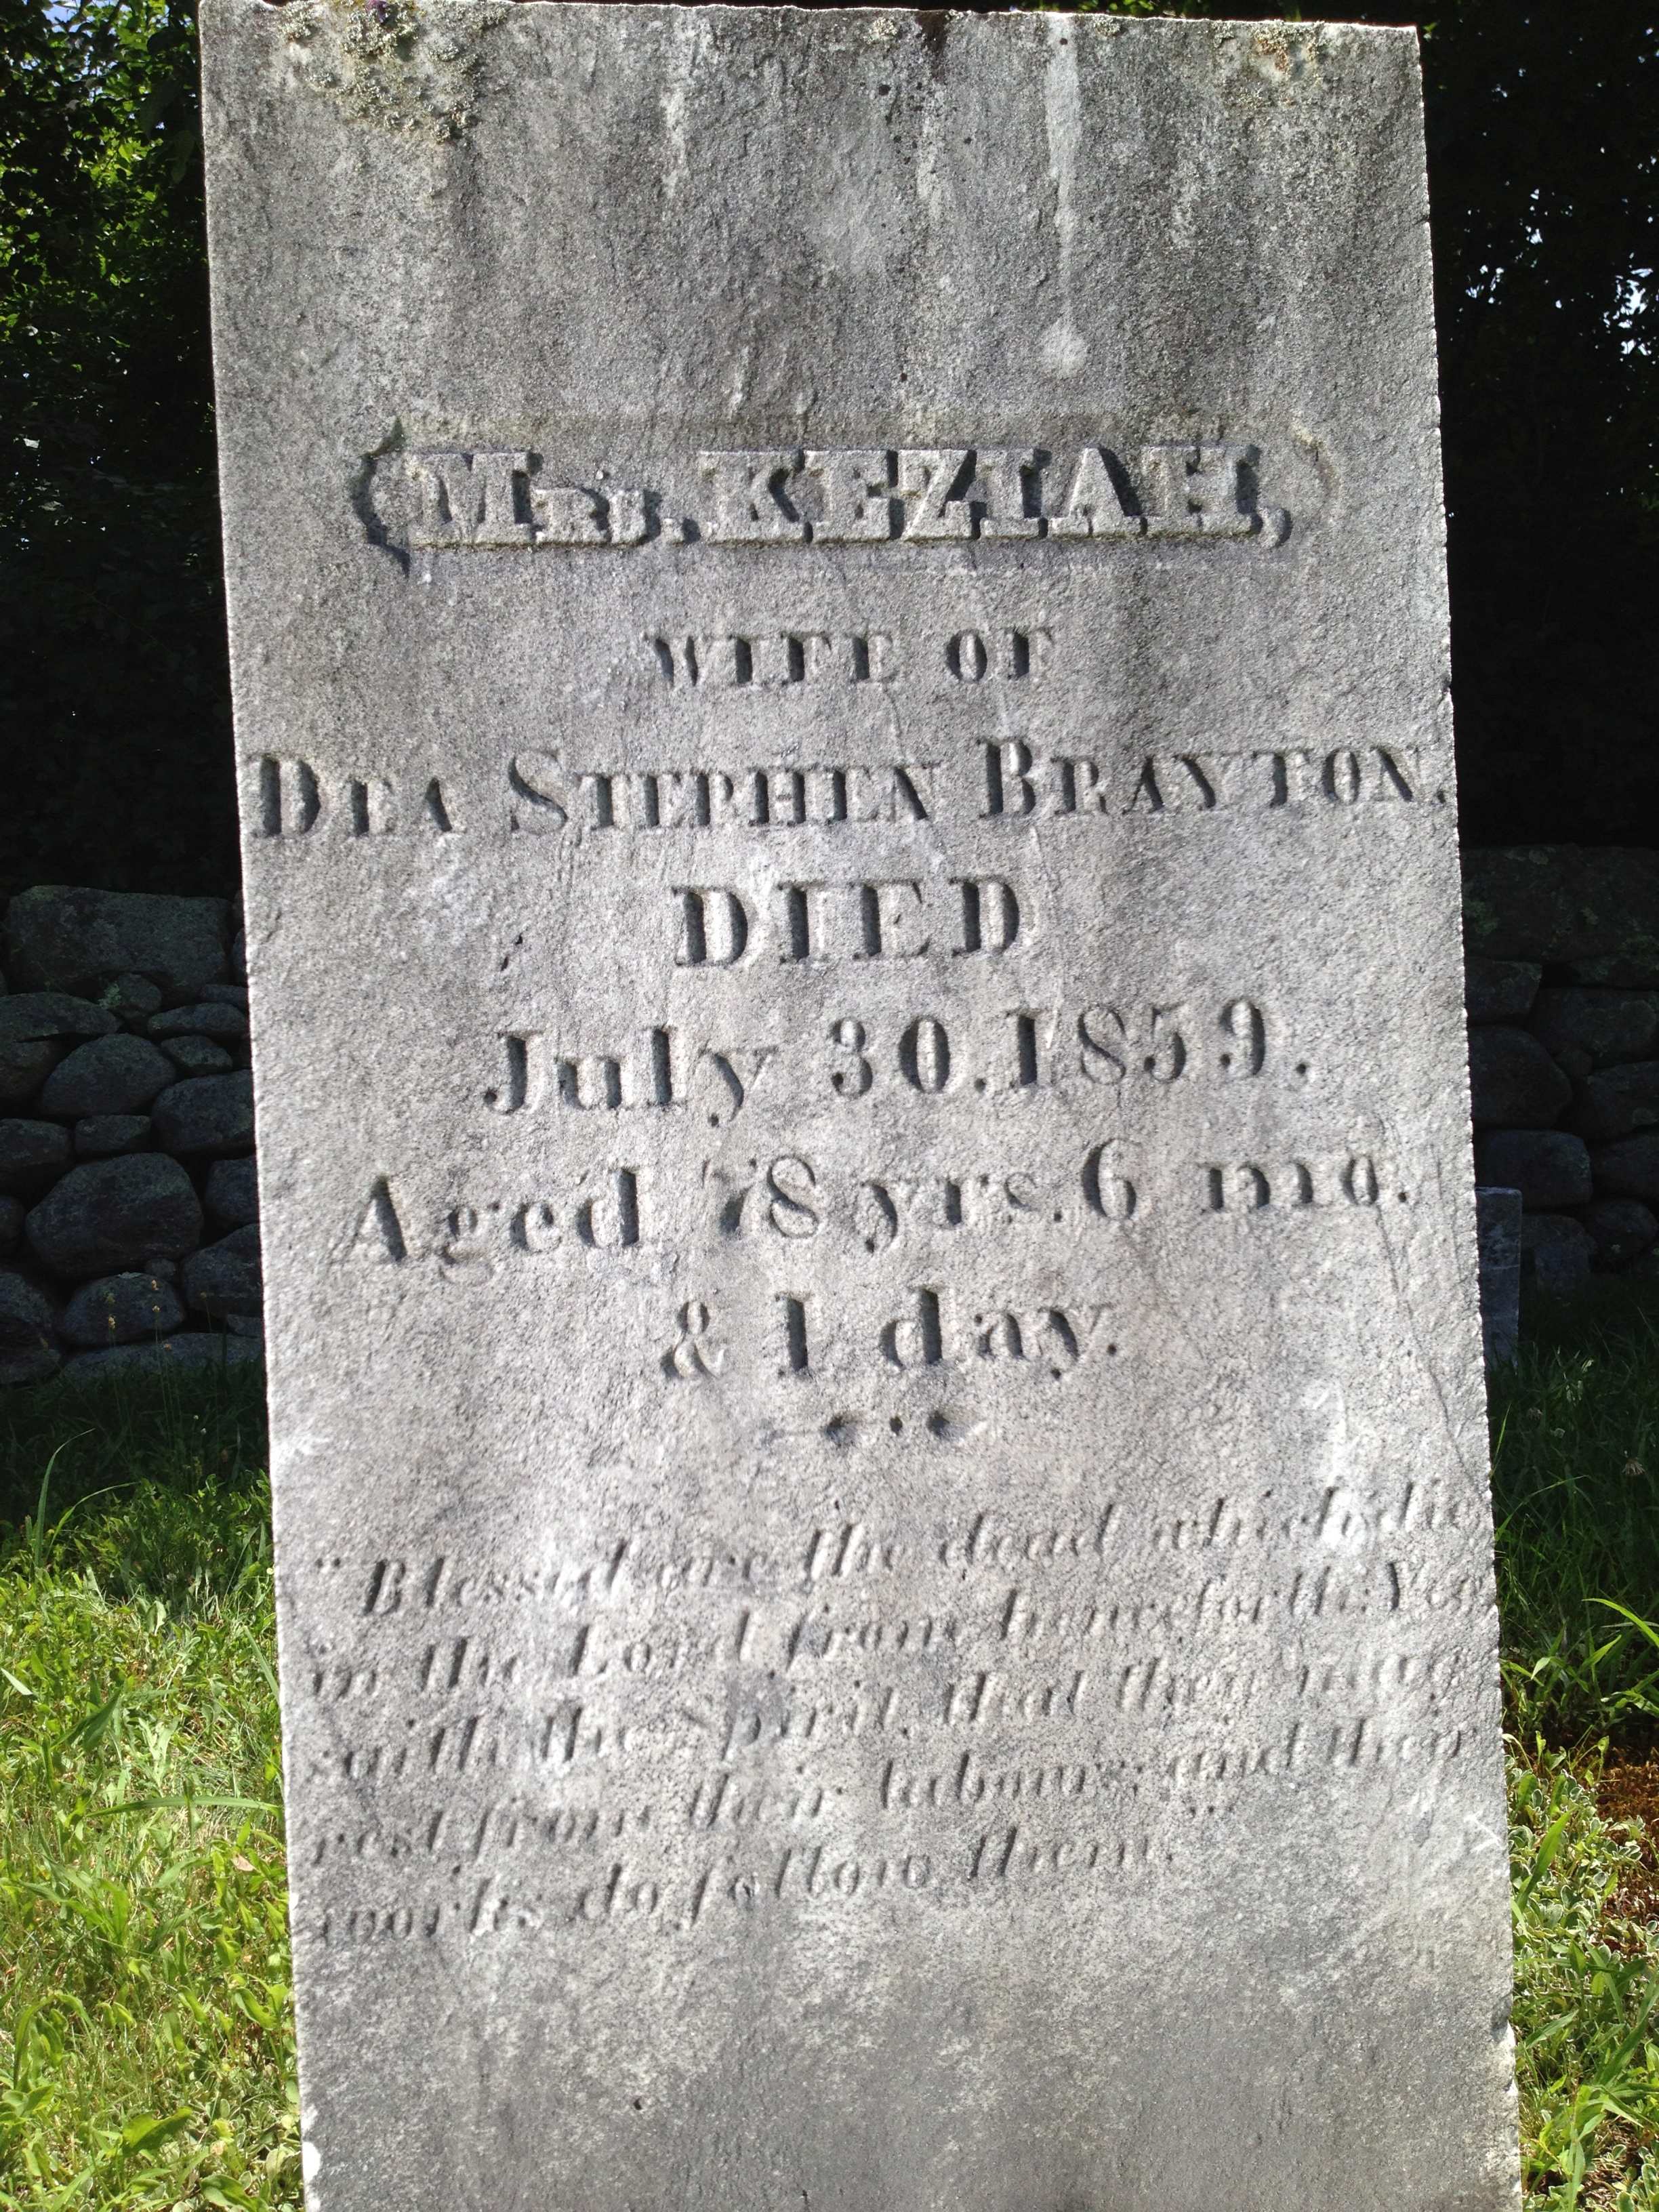 Mrs. KEZIAH,
WIFE OF
DEA STEPHEN BRAYTON.
DIED
July 30. 1859.
Aged 78 yrs. 6 mo.
& 1 day.
"Blessed are the dead which die
in the Lord from henceforth: Yea,
saith the Spirit, that they may
rest from their labours; and their
works do follow them."